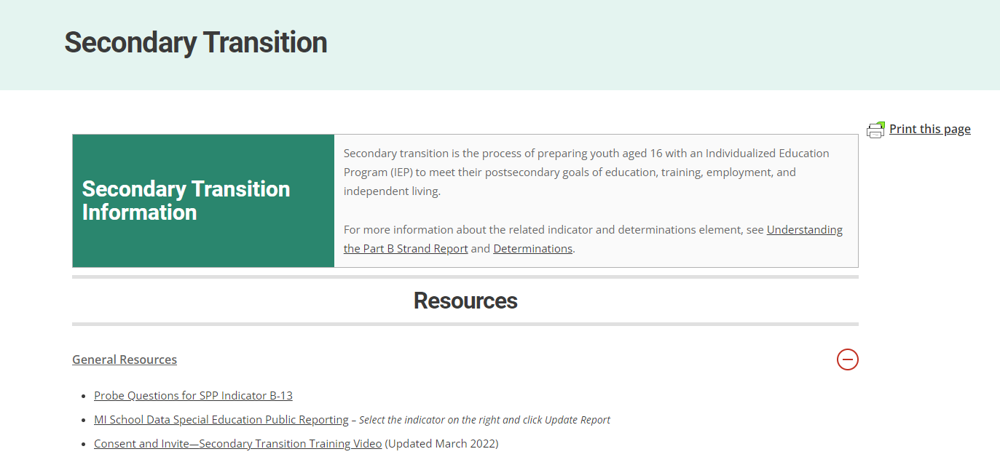 Secondary Transition
Print this page
Secondary Transition
Information
Secondary transition is the process of preparing youth aged 16 with an Individualized Education
Program (IEP) to meet their postsecondary goals of education, training, employment, and
independent living.
For more information about the related indicator and determinations element, see Understanding
the Part B Strand Report and Determinations.
Resources
General Resources
• Probe Questions for SPP Indicator B-13
• MI School Data Special Education Public Reporting – Select the indicator on the right and click Update Report
• Consent and Invite—Secondary Transition Training Video (Updated March 2022)